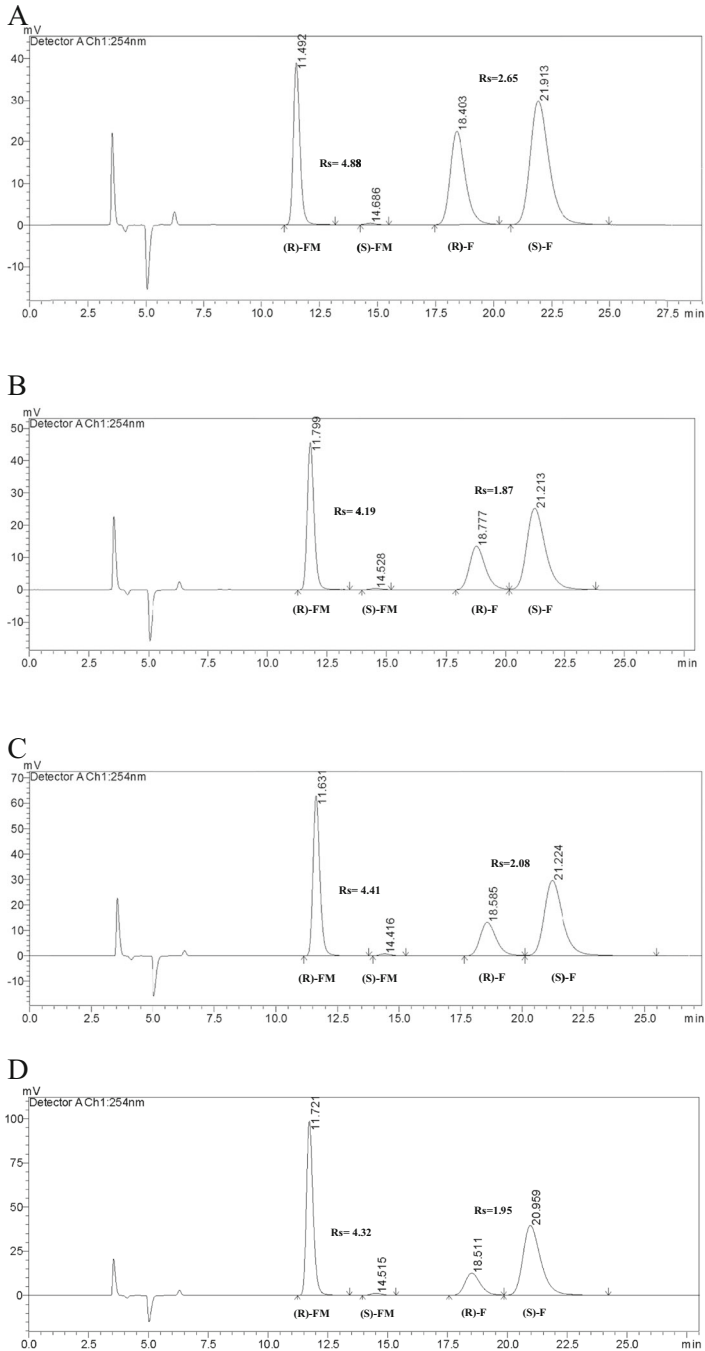 A
mV
Detector A Ch1:254nm
40
30
20
10
0
-10
11.492
Rs= 4.88
14.686
18.403
Rs=2.65
21.913
(R)-FM (S)-FM (R)-F (S)-F
0.0 2.5 5.0 7.5 10.0 12.5 15.0 17.5 20.0 22.5 25.0 27.5 min
B
mV
Detector A Ch1:254nm
50
40
30
20
10
0
-10
11.799
Rs= 4.19
14.528
18.777
Rs=1.87
21.213
(R)-FM (S)-FM (R)-F (S)-F
0.0 2.5 5.0 7.5 10.0 12.5 15.0 17.5 20.0 22.5 25.0 min
C
mV
Detector A Ch1:254nm
70
60
50
40
30
20
10
0
-10
11.631
Rs= 4.41
14.416
18.585
Rs=2.08
21.224
(R)-FM (S)-FM (R)-F (S)-F
0.0 2.5 5.0 7.5 10.0 12.5 15.0 17.5 20.0 22.5 25.0 min
D
mV
Detector A Ch1:254nm
100
75
50
25
0
11.721
Rs= 4.32
14.515
18.511
Rs=1.95
20.959
(R)-FM (S)-FM (R)-F (S)-F
0.0 2.5 5.0 7.5 10.0 12.5 15.0 17.5 20.0 22.5 25.0 min